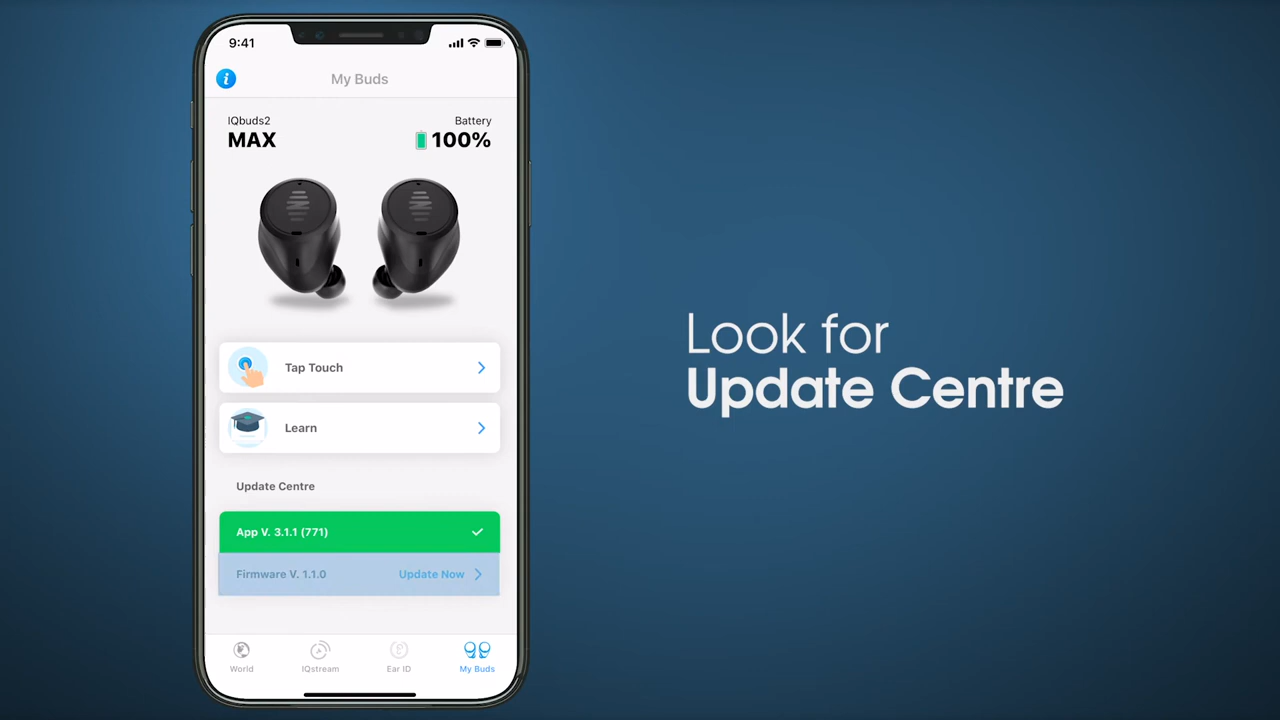 9:41
My Buds
IQbuds2
MAX
Battery
100%
Tap Touch
Learn
Update Centre
App V. 3.1.1 (771)
Firmware V. 1.1.0 Update Now
World IQstream Ear ID My Buds
Look for
Update Centre